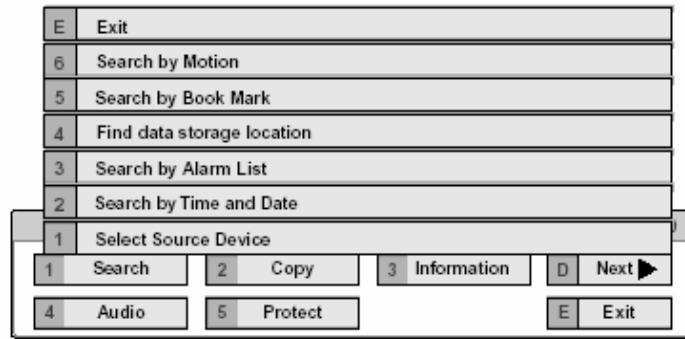 E Exit
6 Search by Motion
5 Search by Book Mark
4 Find data storage location
3 Search by Alarm List
2 Search by Time and Date
1 Select Source Device
1 Search 2 Copy 3 Information D Next
4 Audio 5 Protect E Exit